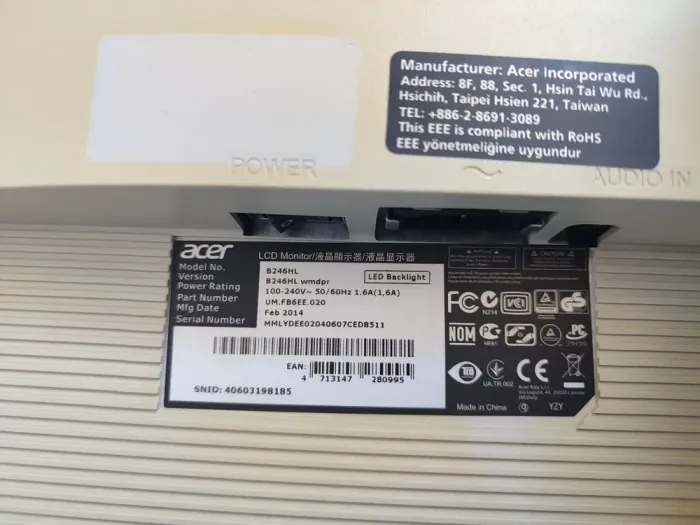 Manufacturer: Acer Incorporated
Address: 8F, 88, Sec. 1, Hsin Tai Wu Rd.,
Hsichih, Taipei Hsien 221, Taiwan
TEL: +886-2-8691-3089
This EEE is compliant with RoHS
EEE yönetmeliğine uygundur
POWER
AUDIO IN
acer
LCD Monitor/液晶顯示器/液晶显示器
Model No. B246HL
Version B246HL wmdpr
LED Backlight
Power Rating 100-240V~ 50/60Hz 1.6A(1,6A)
Part Number UM.FB6EE.020
Mfg Date Feb 2014
Serial Number MMLYDEE02040607CED8511
EAN:
4 713147 280995
SNID: 40603198185
FC
N214
VCI
NOM
PC
UA.TR.002
CE
Made in China
YZY